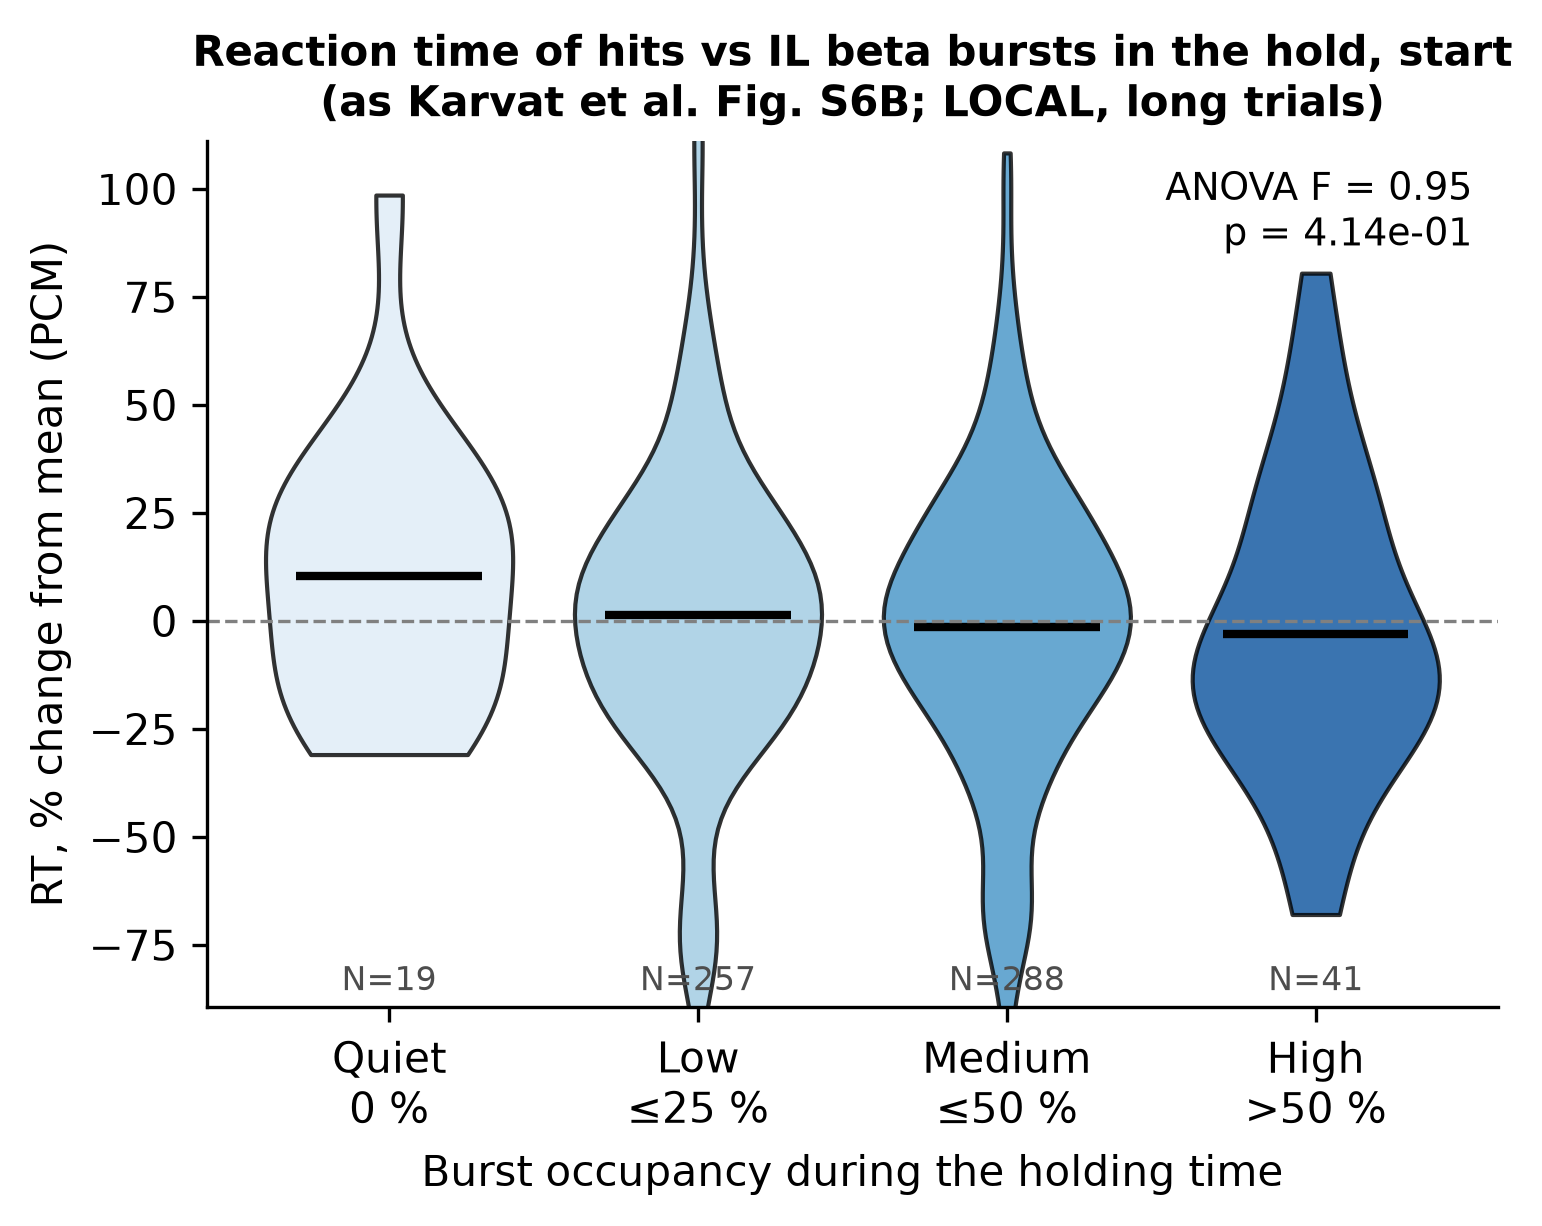 Reaction time of hits vs IL beta bursts in the hold, start
(as Karvat et al. Fig. S6B; LOCAL, long trials)
ANOVA F = 0.95
p = 4.14e-01
RT, % change from mean (PCM)
100
75
50
25
0
−25
−50
−75
N=19
N=257
N=288
N=41
Quiet
0 %
Low
≤25 %
Medium
≤50 %
High
>50 %
Burst occupancy during the holding time